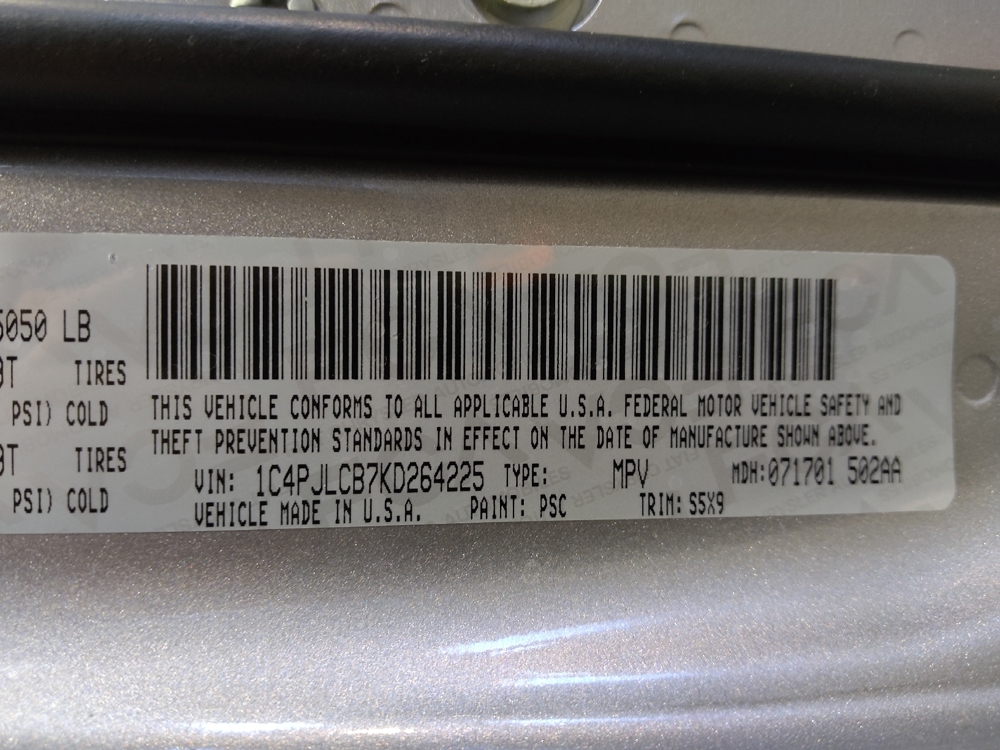 5050 LB
TIRES
PSI) COLD
TIRES
PSI) COLD
THIS VEHICLE CONFORMS TO ALL APPLICABLE U.S.A. FEDERAL MOTOR VEHICLE SAFETY AND
THEFT PREVENTION STANDARDS IN EFFECT ON THE DATE OF MANUFACTURE SHOWN ABOVE.
VIN: 1C4PJLCB7KD264225 TYPE: MPV MDH:071701 502AA
VEHICLE MADE IN U.S.A. PAINT: PSC TRIM: S5X9